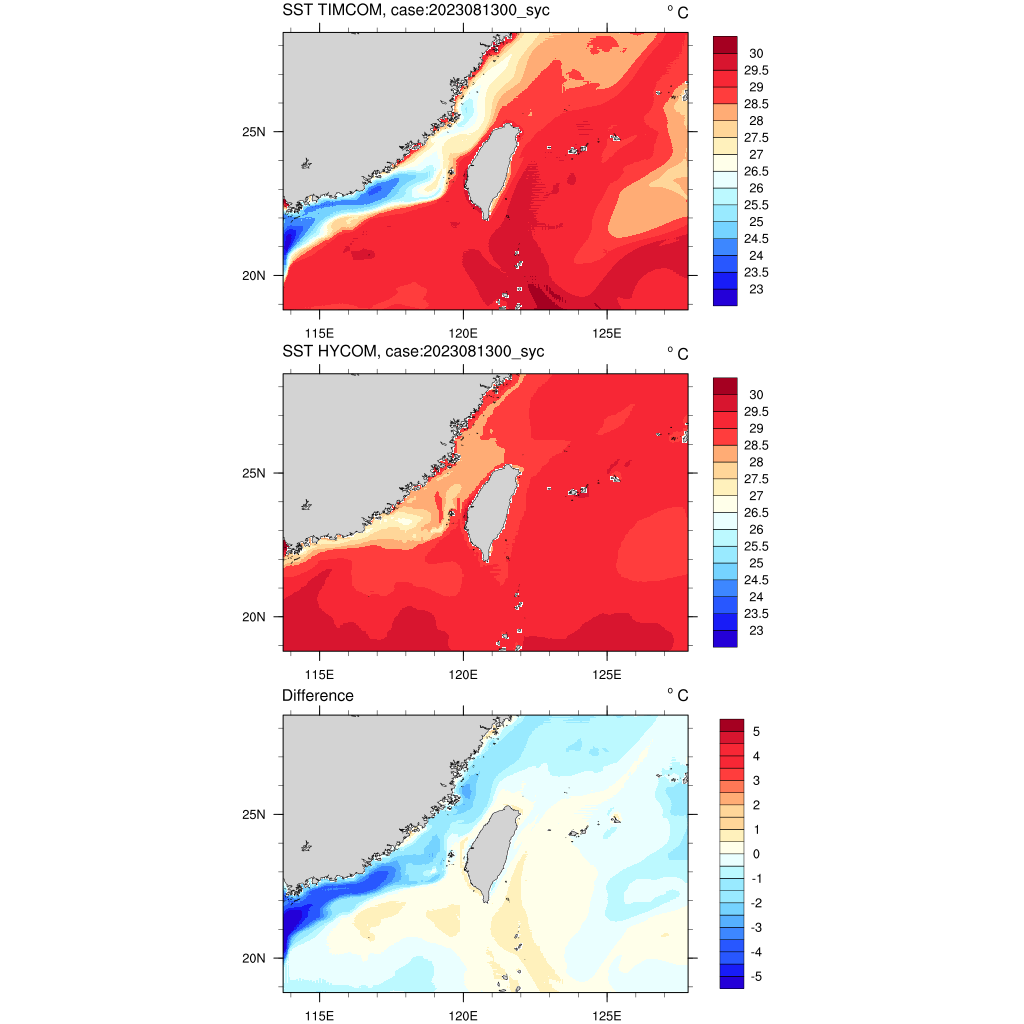 SST TIMCOM, case:2023081300_syc
° C
30
29.5
29
28.5
28
27.5
27
26.5
26
25.5
25
24.5
24
23.5
23
25N
20N
115E
120E
125E
SST HYCOM, case:2023081300_syc
° C
30
29.5
29
28.5
28
27.5
27
26.5
26
25.5
25
24.5
24
23.5
23
25N
20N
115E
120E
125E
Difference
° C
5
4
3
2
1
0
-1
-2
-3
-4
-5
25N
20N
115E
120E
125E